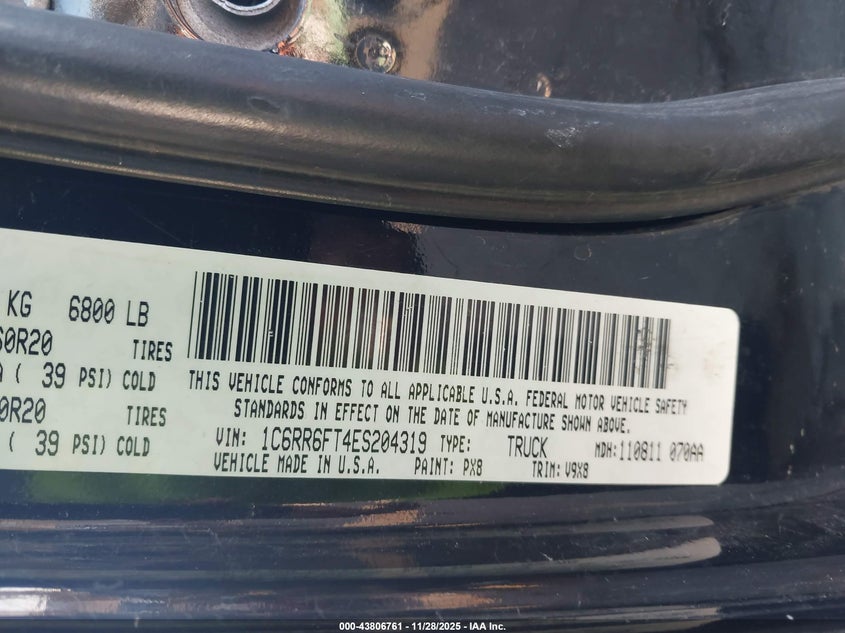 KG 6800 LB
60R20 TIRES
( 39 PSI) COLD
0R20 TIRES
( 39 PSI) COLD
THIS VEHICLE CONFORMS TO ALL APPLICABLE U.S.A. FEDERAL MOTOR VEHICLE SAFETY
STANDARDS IN EFFECT ON THE DATE OF MANUFACTURE SHOWN ABOVE.
VIN: 1C6RR6FT4ES204319 TYPE: TRUCK MDH:110811 070AA
VEHICLE MADE IN U.S.A. PAINT: PX8 TRIM: V9X8
000-43806761 - 11/28/2025 - IAA Inc.